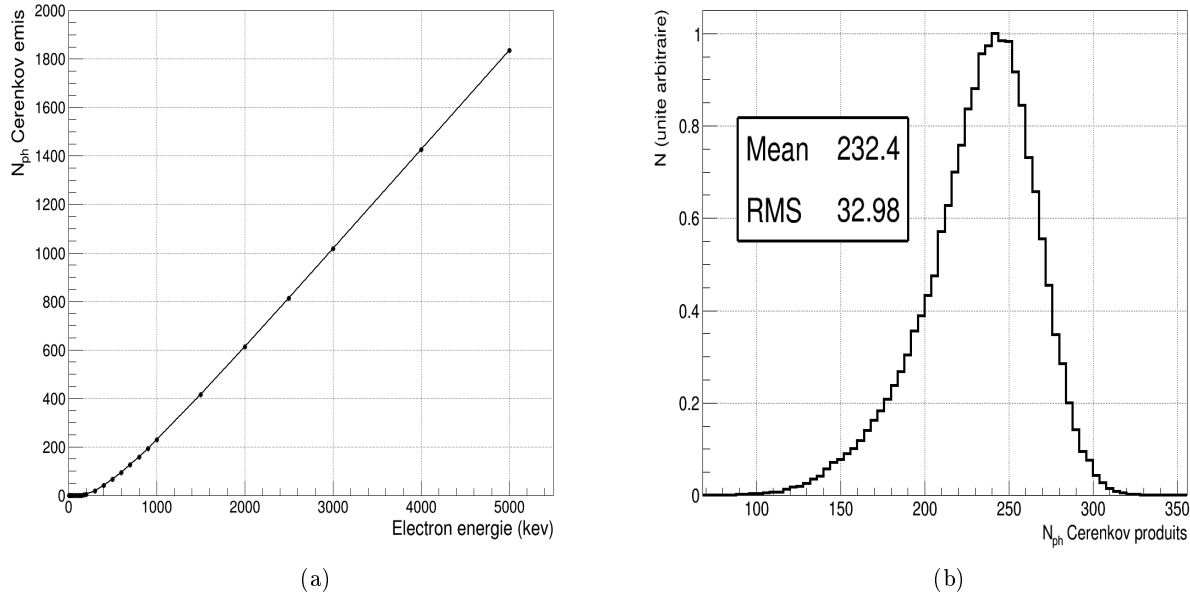 2000
1800
1600
1400
1200
1000
800
600
400
200
0
N_ph Cerenkov emis
0 1000 2000 3000 4000 5000
Electron energie (kev)
(a)
N (unite arbitraire)
1
0.8
0.6
0.4
0.2
0
Mean 232.4
RMS 32.98
100 150 200 250 300 350
N_ph Cerenkov produits
(b)